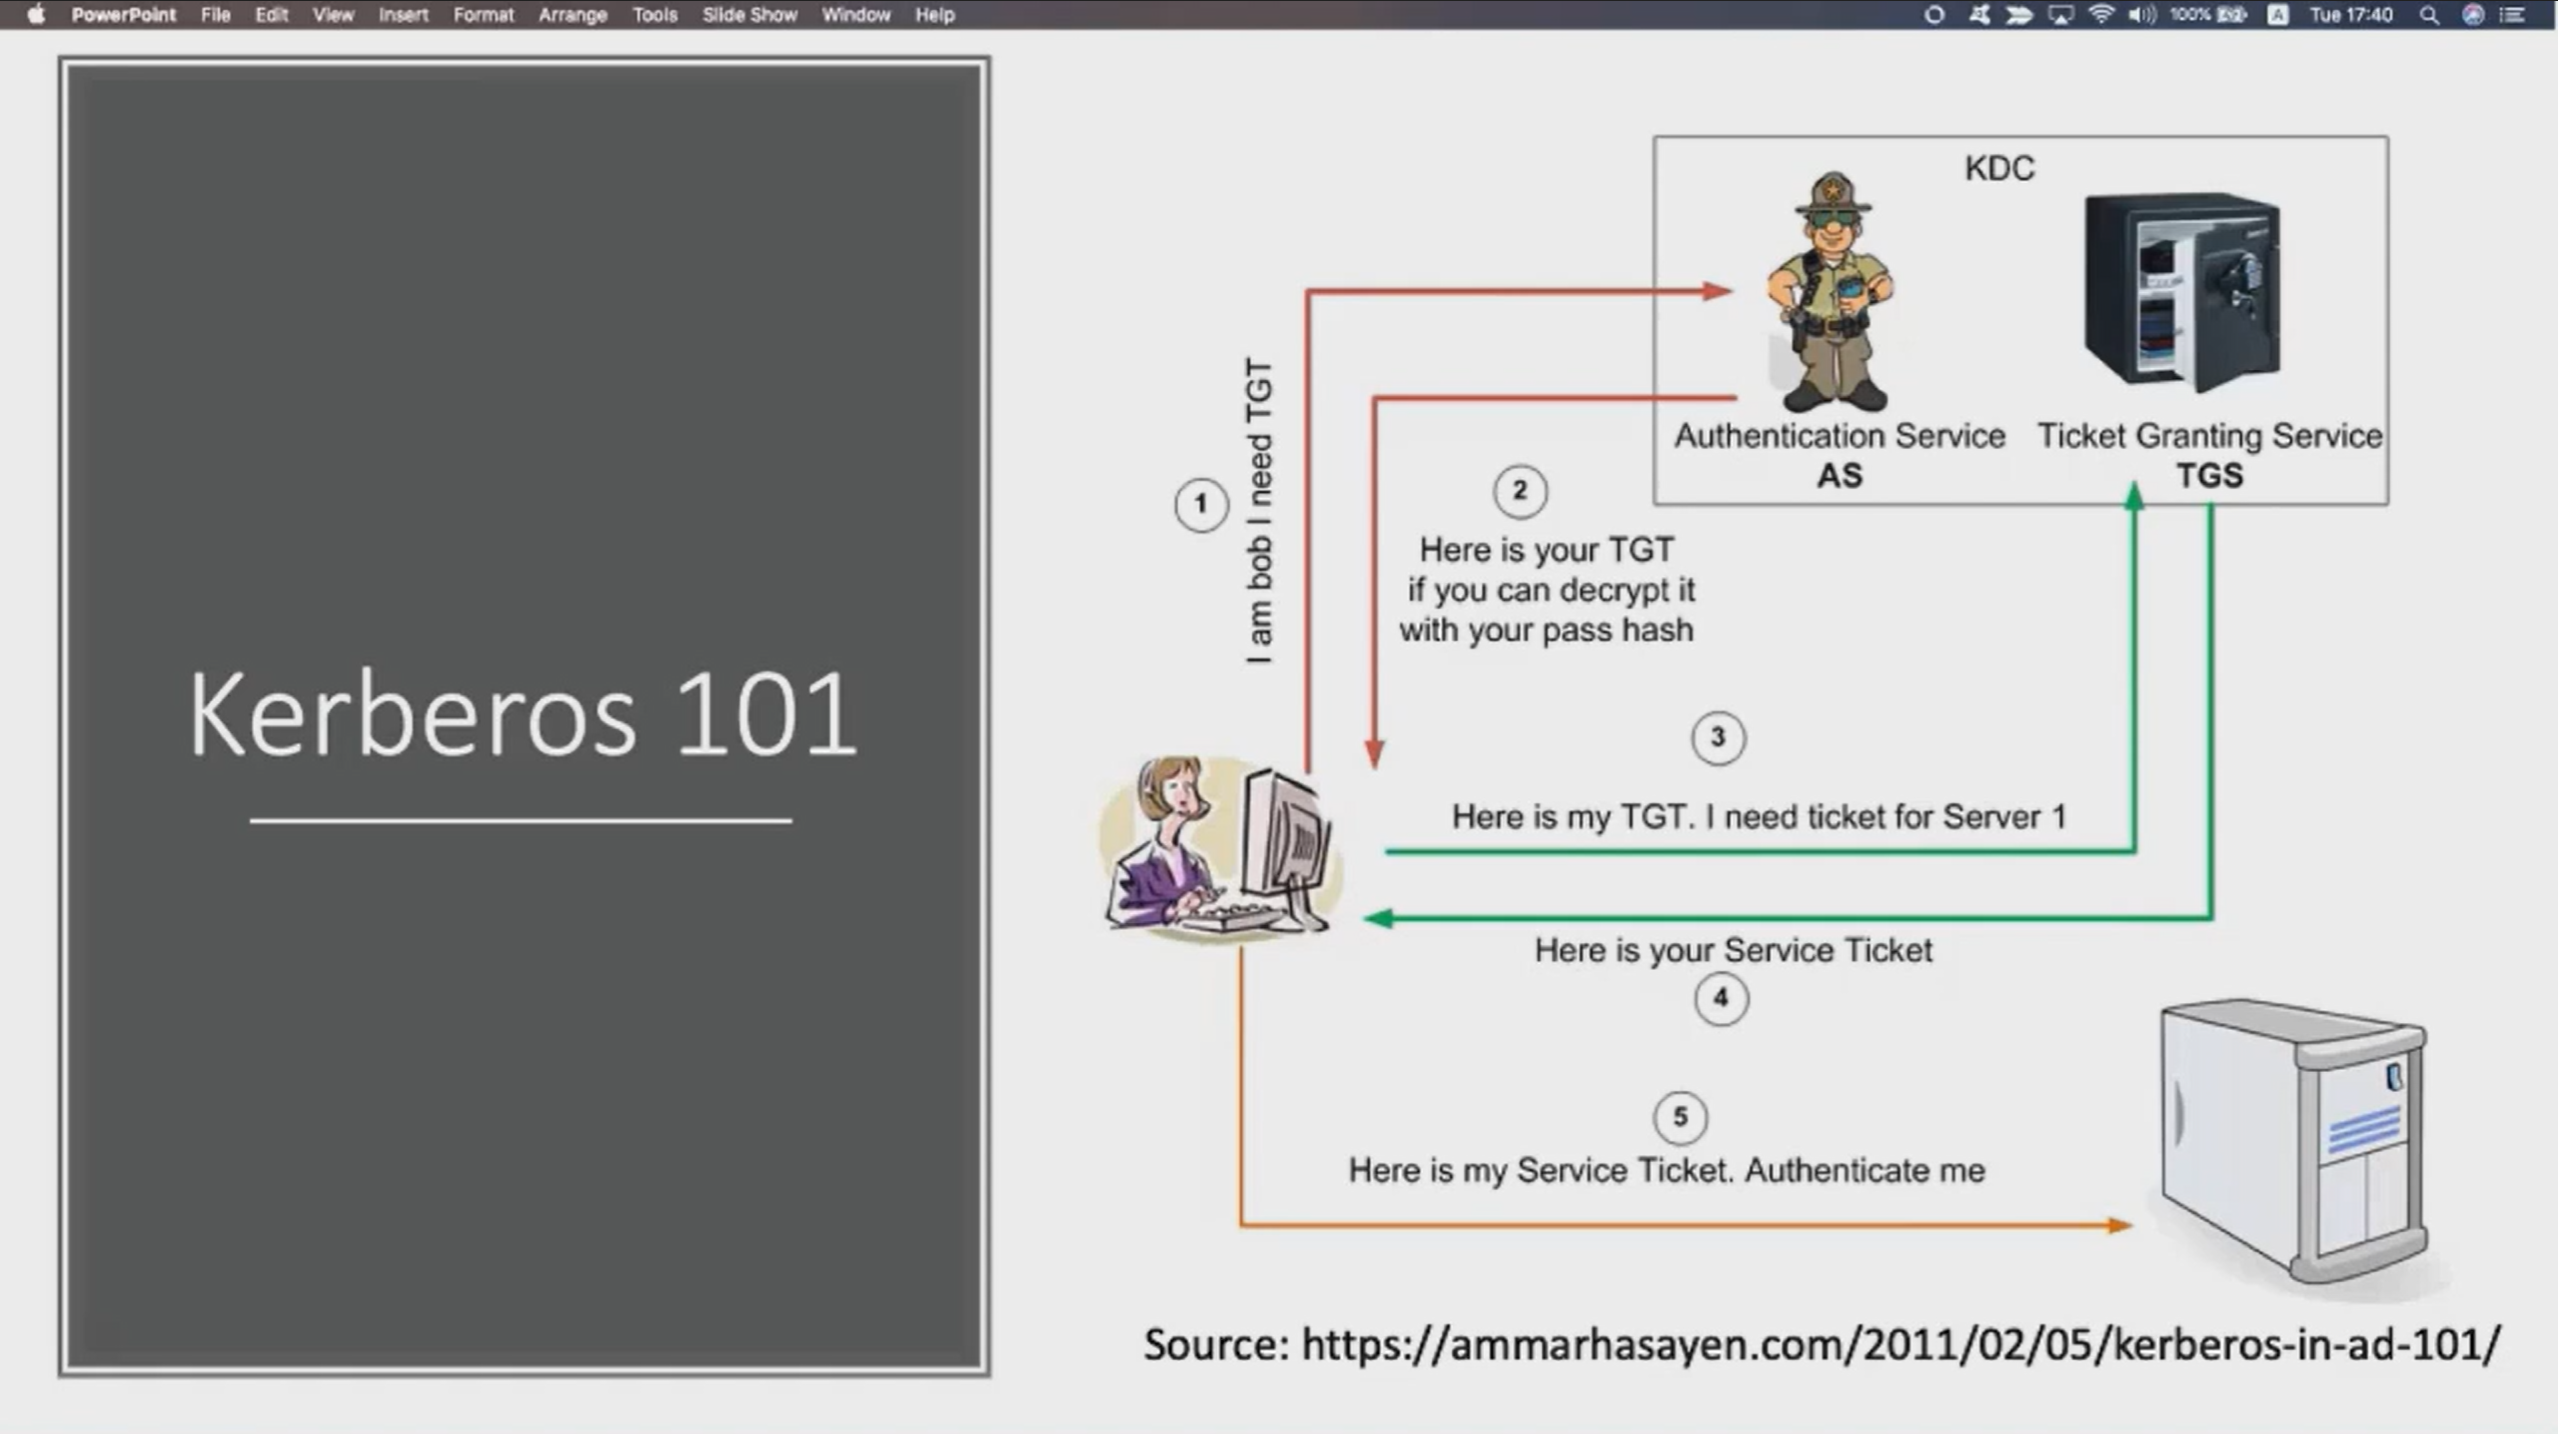 PowerPoint File Edit View Insert Format Arrange Tools Slide Show Window Help 100% A Tue 17:40
Kerberos 101
KDC
Authentication Service
AS
Ticket Granting Service
TGS
1
I am bob I need TGT
2
Here is your TGT
if you can decrypt it
with your pass hash
3
Here is my TGT. I need ticket for Server 1
Here is your Service Ticket
4
5
Here is my Service Ticket. Authenticate me
Source: https://ammarhasayen.com/2011/02/05/kerberos-in-ad-101/